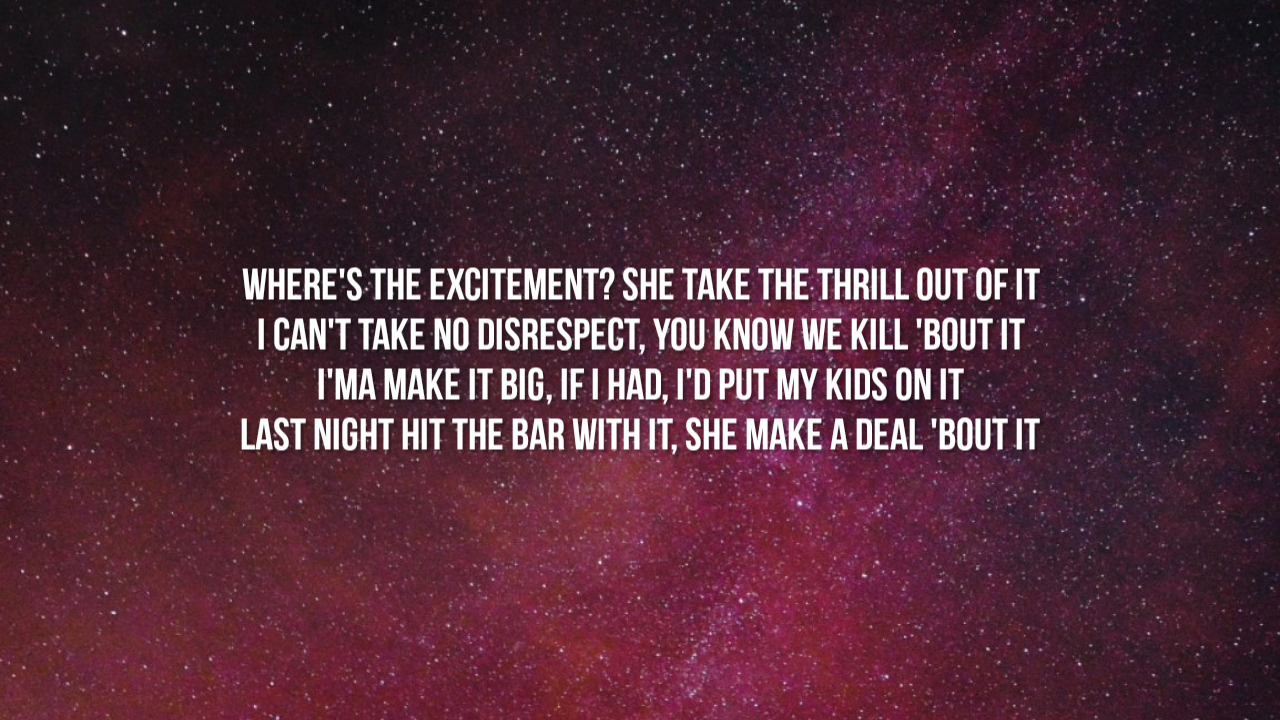 WHERE'S THE EXCITEMENT? SHE TAKE THE THRILL OUT OF IT
I CAN'T TAKE NO DISRESPECT, YOU KNOW WE KILL 'BOUT IT
I'MA MAKE IT BIG, IF I HAD, I'D PUT MY KIDS ON IT
LAST NIGHT HIT THE BAR WITH IT, SHE MAKE A DEAL 'BOUT IT